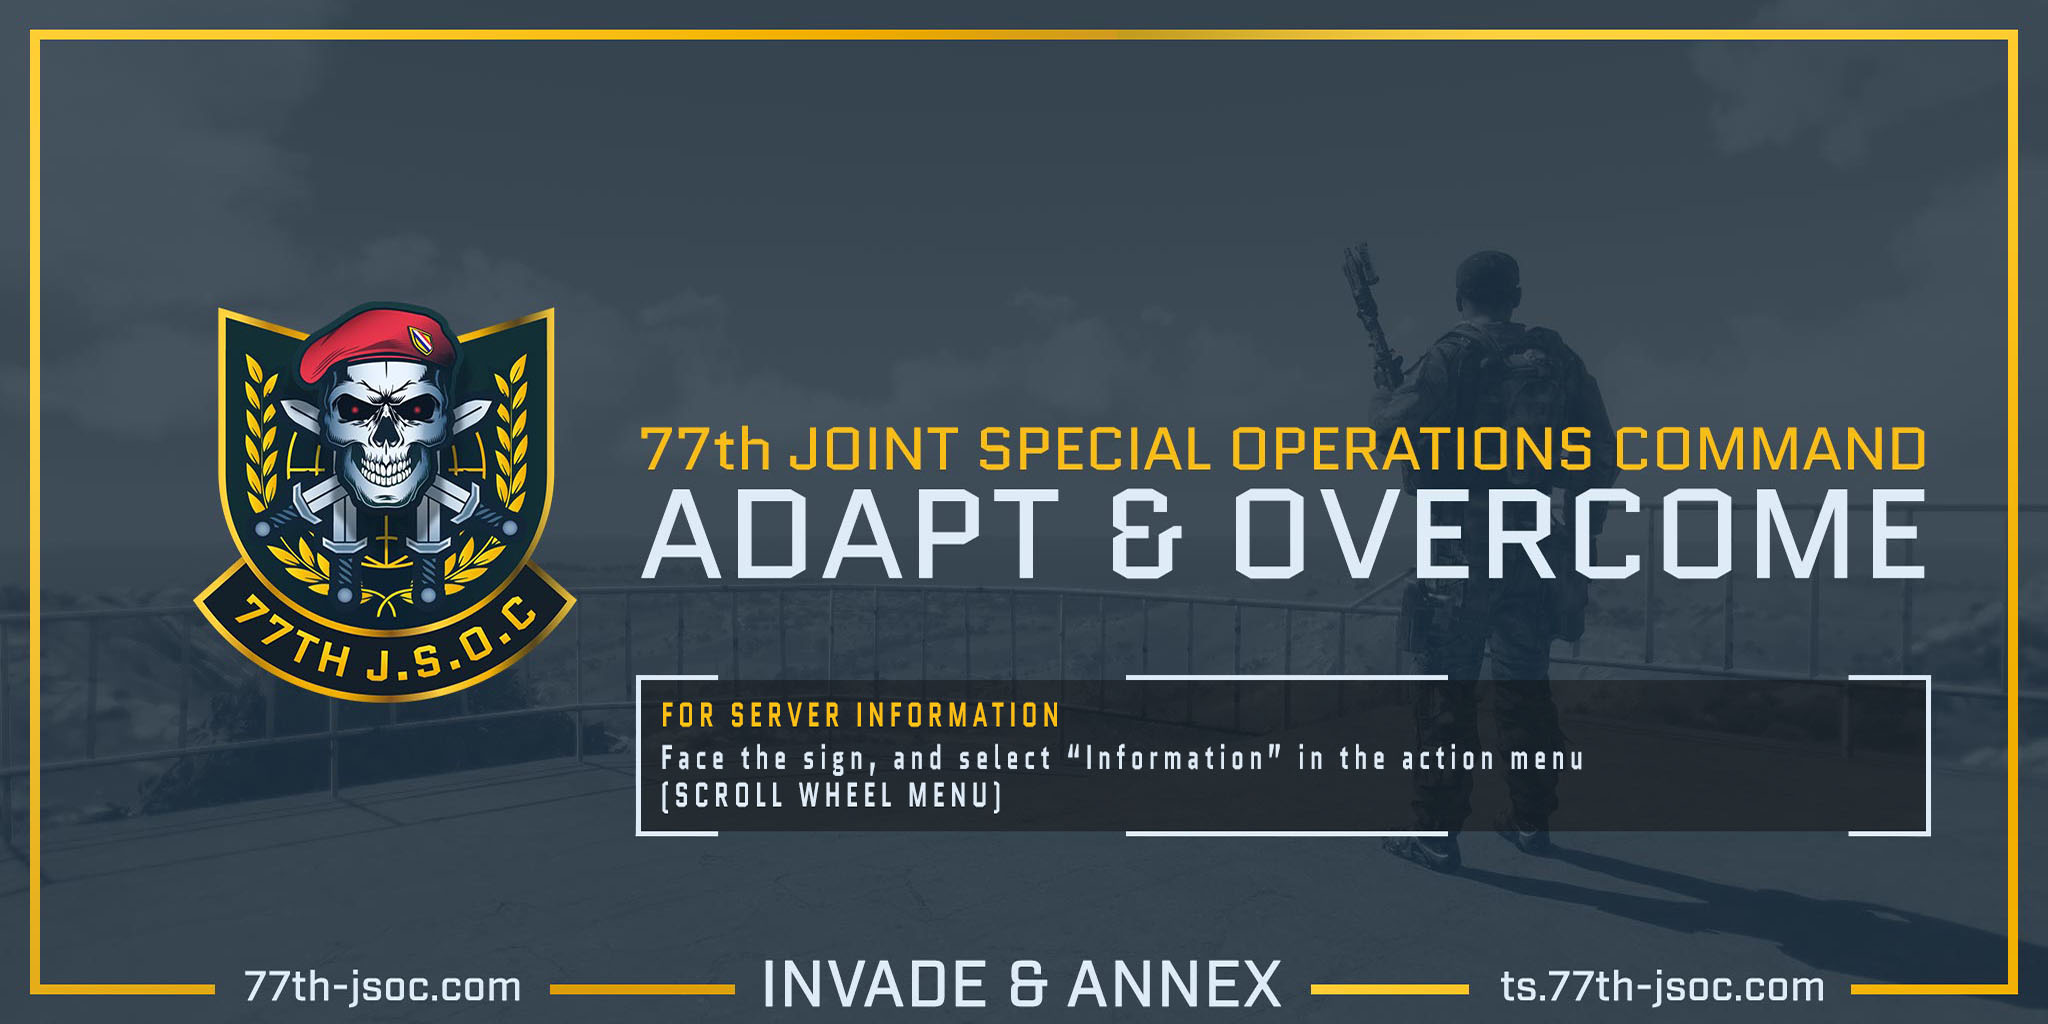 77th JOINT SPECIAL OPERATIONS COMMAND
ADAPT & OVERCOME
77TH J.S.O.C
FOR SERVER INFORMATION
Face the sign, and select “Information” in the action menu
(SCROLL WHEEL MENU)
77th-jsoc.com
INVADE & ANNEX
ts.77th-jsoc.com